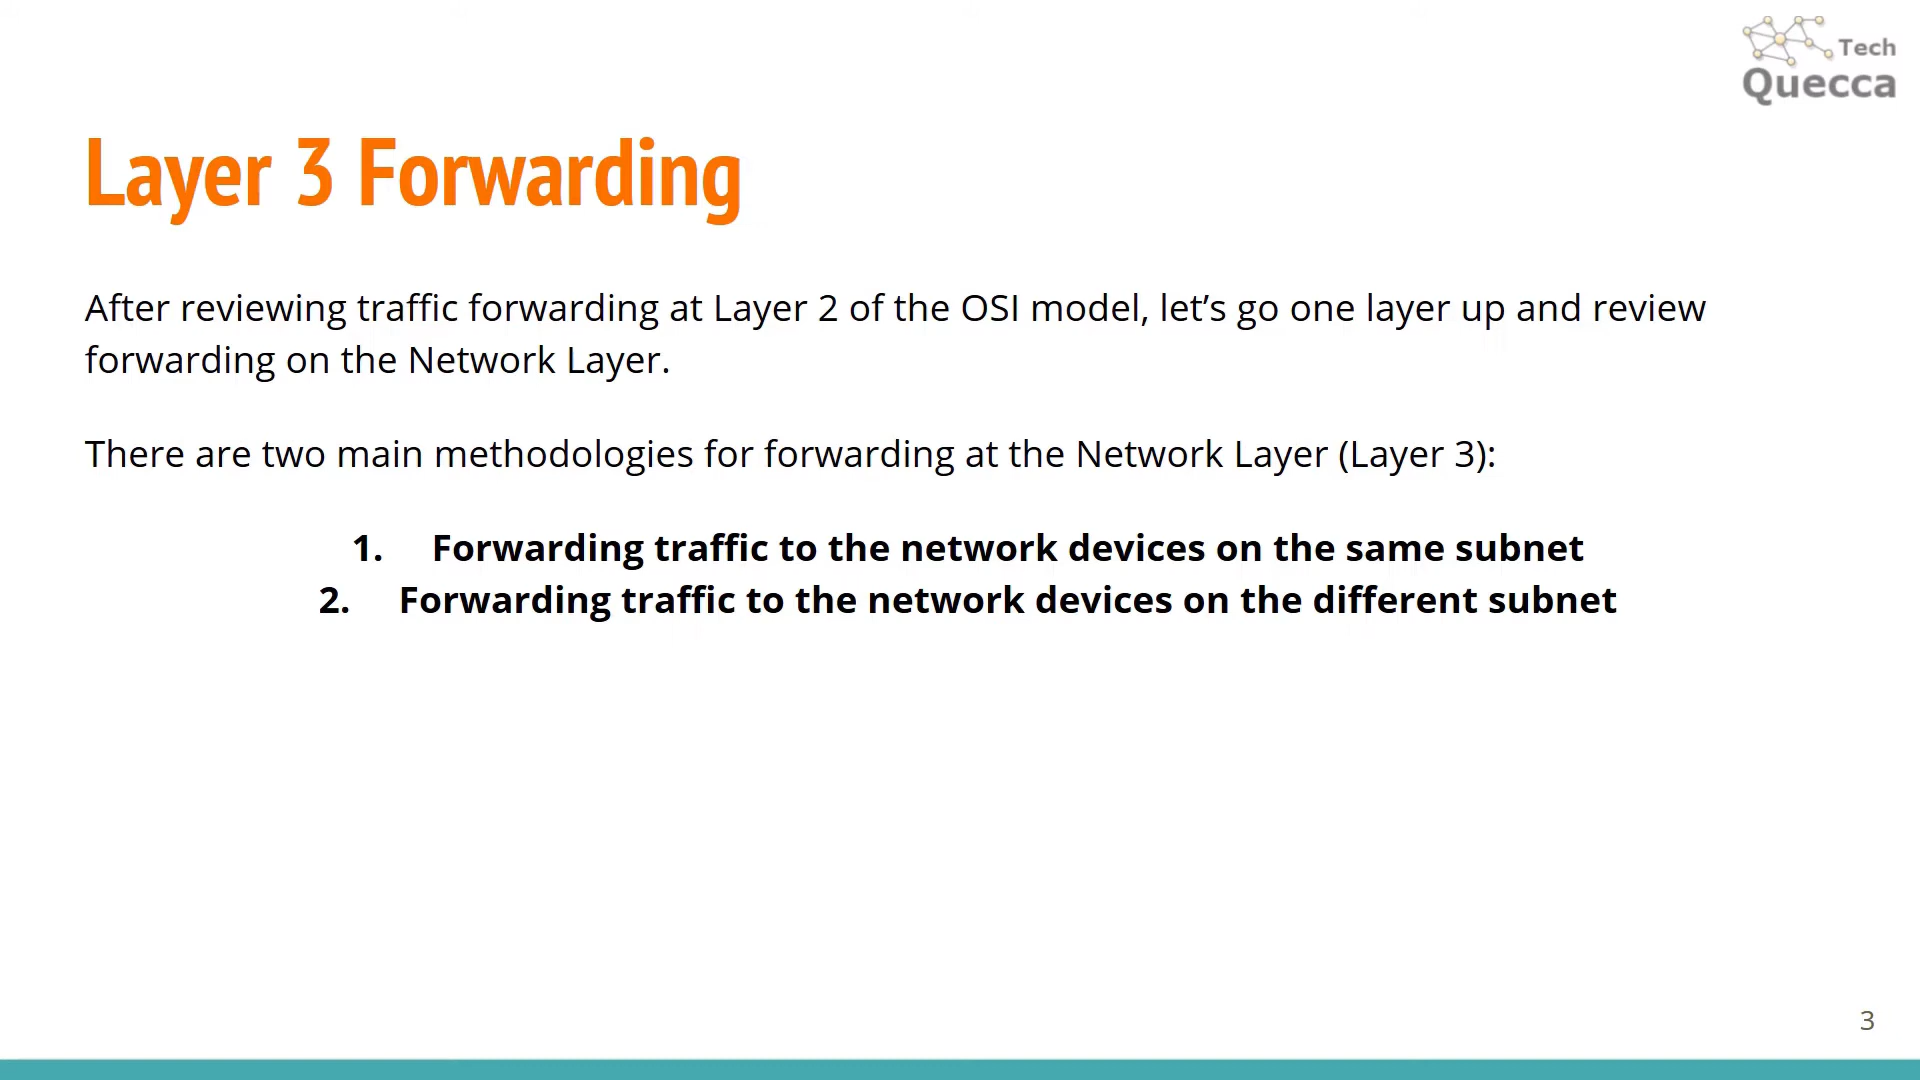 Tech
Quecca
Layer 3 Forwarding
After reviewing traffic forwarding at Layer 2 of the OSI model, let’s go one layer up and review
forwarding on the Network Layer.
There are two main methodologies for forwarding at the Network Layer (Layer 3):
1. Forwarding traffic to the network devices on the same subnet
2. Forwarding traffic to the network devices on the different subnet
3